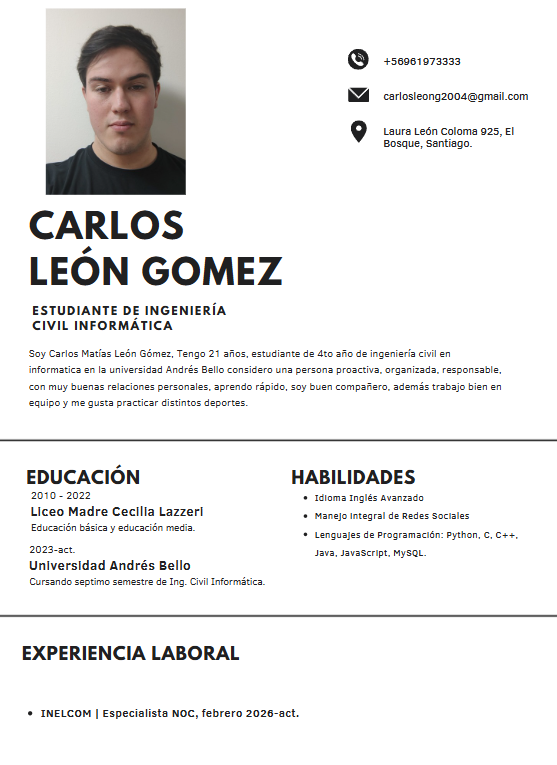 +56961973333
carlosleong2004@gmail.com
Laura León Coloma 925, El
Bosque, Santiago.
CARLOS
LEÓN GOMEZ
ESTUDIANTE DE INGENIERÍA
CIVIL INFORMÁTICA
Soy Carlos Matías León Gómez, Tengo 21 años, estudiante de 4to año de ingeniería civil en
informatica en la universidad Andrés Bello considero una persona proactiva, organizada, responsable,
con muy buenas relaciones personales, aprendo rápido, soy buen compañero, además trabajo bien en
equipo y me gusta practicar distintos deportes.
EDUCACIÓN
2010 - 2022
Liceo Madre Cecilia Lazzeri
Educación básica y educación media.
2023-act.
Universidad Andrés Bello
Cursando septimo semestre de Ing. Civil Informática.
HABILIDADES
• Idioma Inglés Avanzado
• Manejo Integral de Redes Sociales
• Lenguajes de Programación: Python, C, C++,
Java, JavaScript, MySQL.
EXPERIENCIA LABORAL
• INELCOM | Especialista NOC, febrero 2026-act.